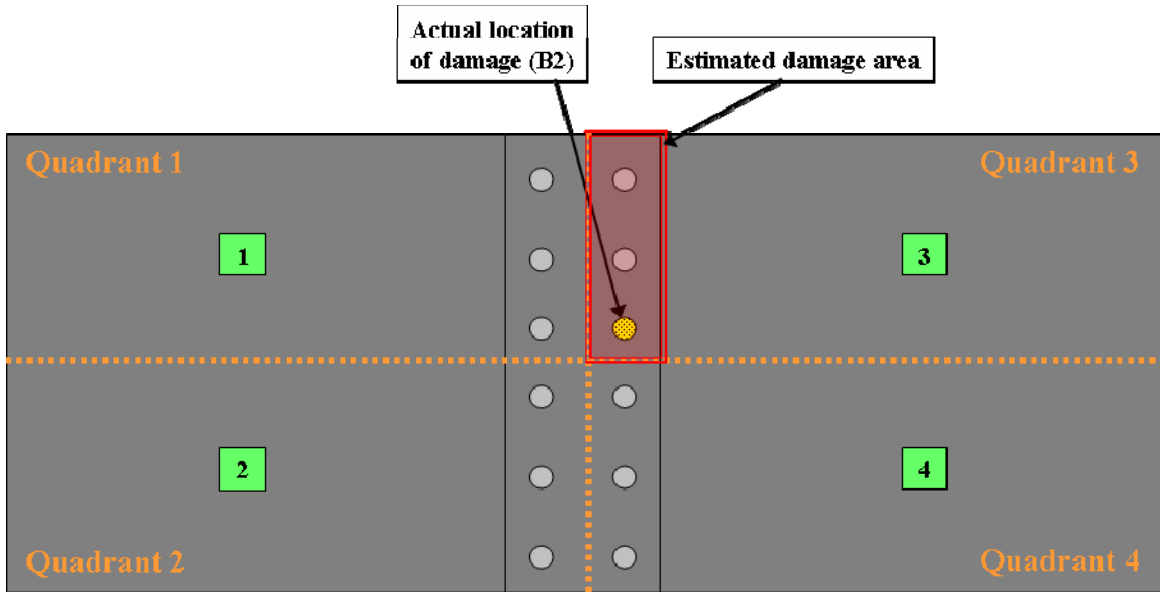 Actual location
of damage (B2)
Estimated damage area
Quadrant 1
Quadrant 3
1
3
2
4
Quadrant 2
Quadrant 4